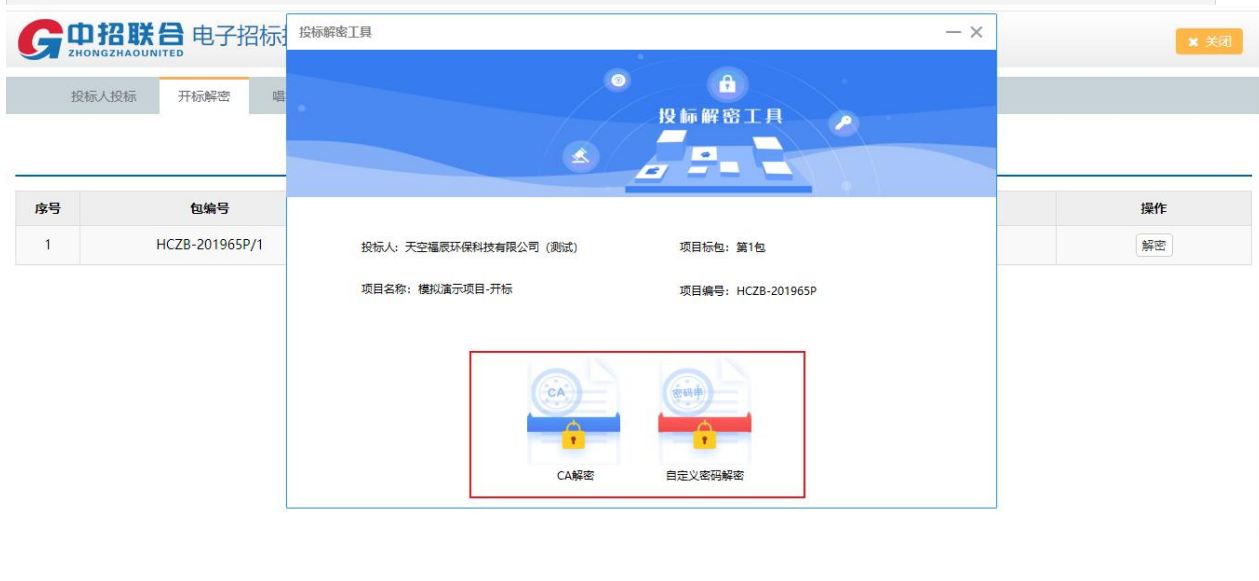 中招联合 电子招标
ZHONGZHAOUNITED
投标解密工具
关闭
投标人投标
开标解密
唱
投标解密工具
序号
包编号
操作
1
HCZB-201965P/1
解密
投标人：天空福辰环保科技有限公司（测试）
项目标包：第1包
项目名称：模拟演示项目-开标
项目编号：HCZB-201965P
CA
密码串
CA解密
自定义密码解密